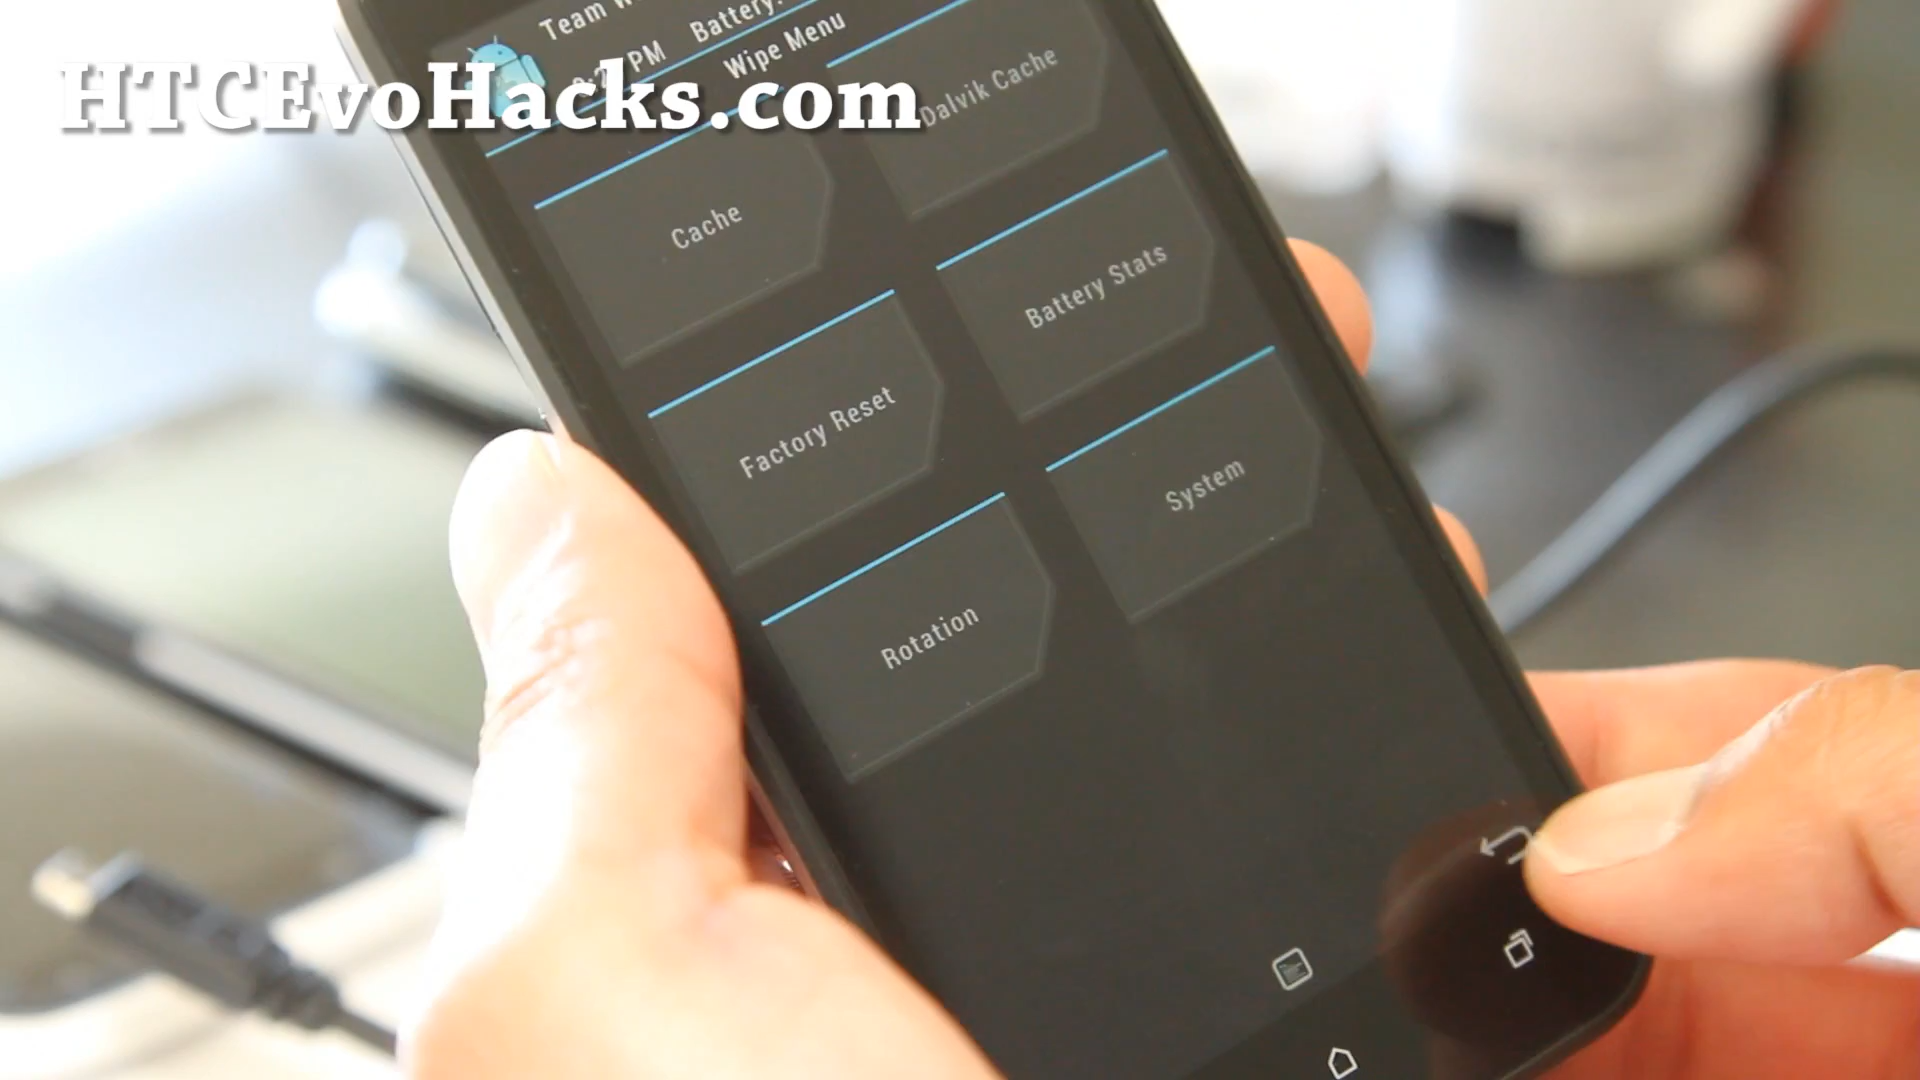 HTCEvoHacks.com
Team
PM Battery:
Wipe Menu
Cache
Dalvik Cache
Factory Reset
Battery Stats
Rotation
System